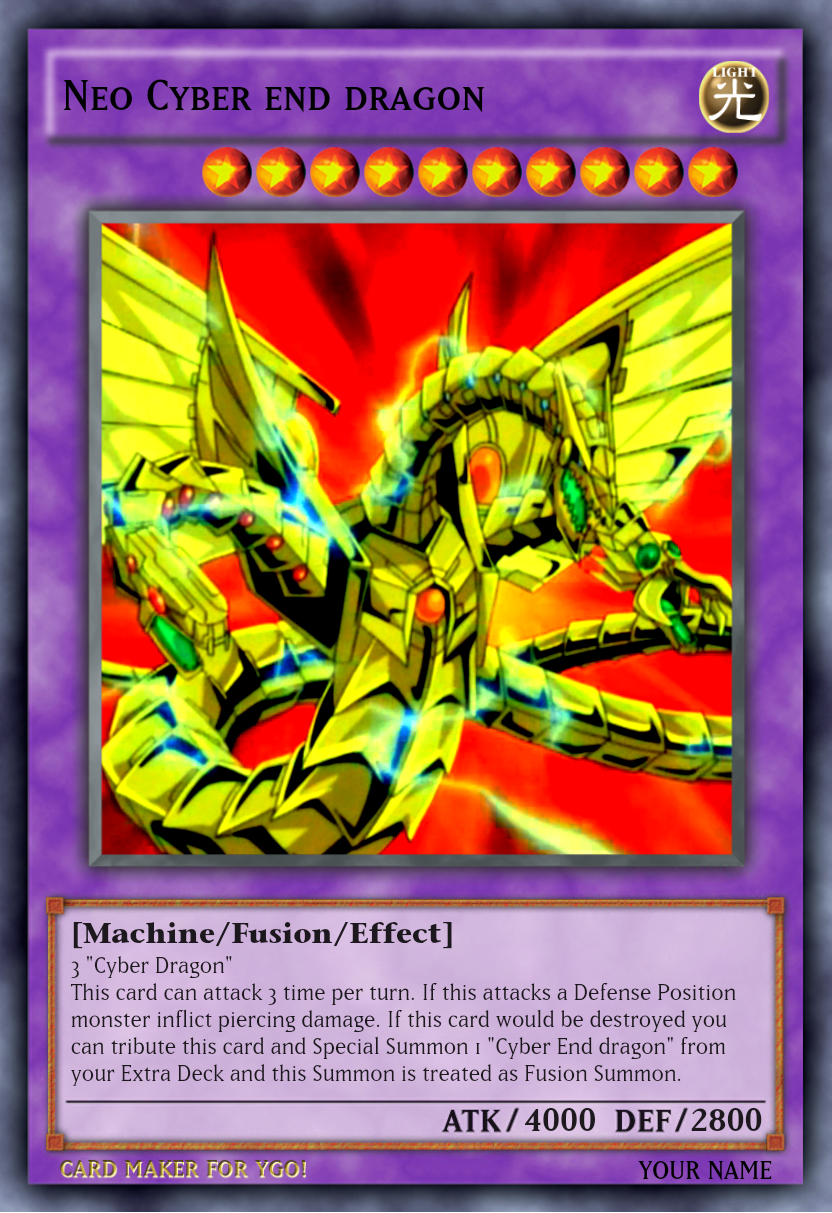 Neo Cyber end dragon
LIGHT
光
[Machine/Fusion/Effect]
3 "Cyber Dragon"
This card can attack 3 time per turn. If this attacks a Defense Position
monster inflict piercing damage. If this card would be destroyed you
can tribute this card and Special Summon 1 "Cyber End dragon" from
your Extra Deck and this Summon is treated as Fusion Summon.
ATK/4000 DEF/2800
CARD MAKER FOR YGO! YOUR NAME